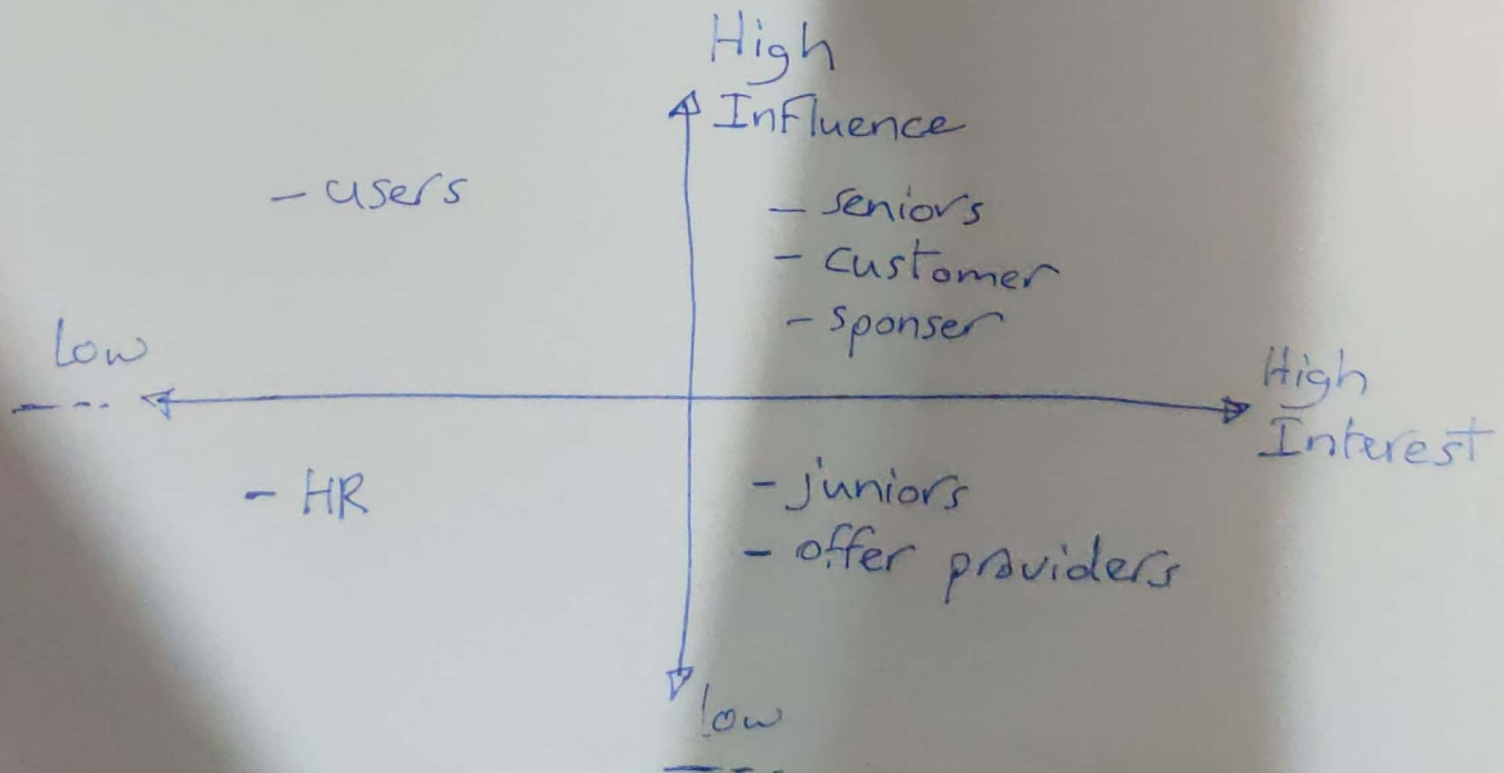 High
Influence
- users
- seniors
- customer
- sponser
Low
High
Interest
- HR
- juniors
- offer providers
low